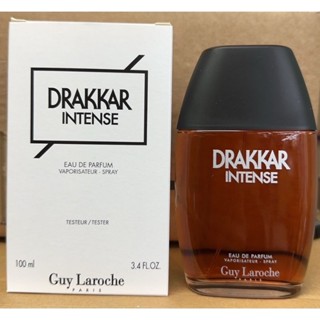 DRAKKAR
INTENSE
EAU DE PARFUM
VAPORISATEUR - SPRAY
TESTEUR / TESTER
100 ml 3.4 FL.OZ.
Guy Laroche
PARIS
DRAKKAR
INTENSE
EAU DE PARFUM
VAPORISATEUR - SPRAY
Guy Laroche
PARIS